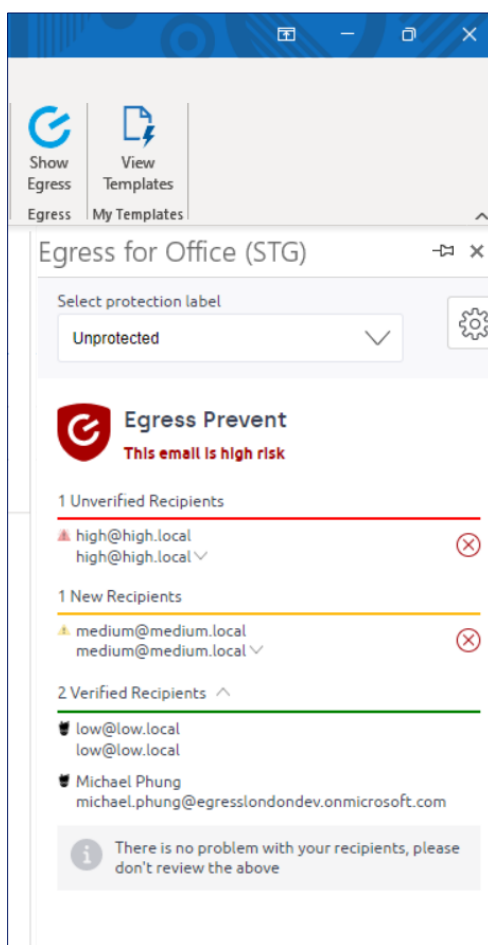 Show
Egress
View
Templates
Egress
My Templates
Egress for Office (STG)
Select protection label
Unprotected
Egress Prevent
This email is high risk
1 Unverified Recipients
high@high.local
high@high.local
1 New Recipients
medium@medium.local
medium@medium.local
2 Verified Recipients
low@low.local
low@low.local
Michael Phung
michael.phung@egresslondondev.onmicrosoft.com
There is no problem with your recipients, please
don't review the above